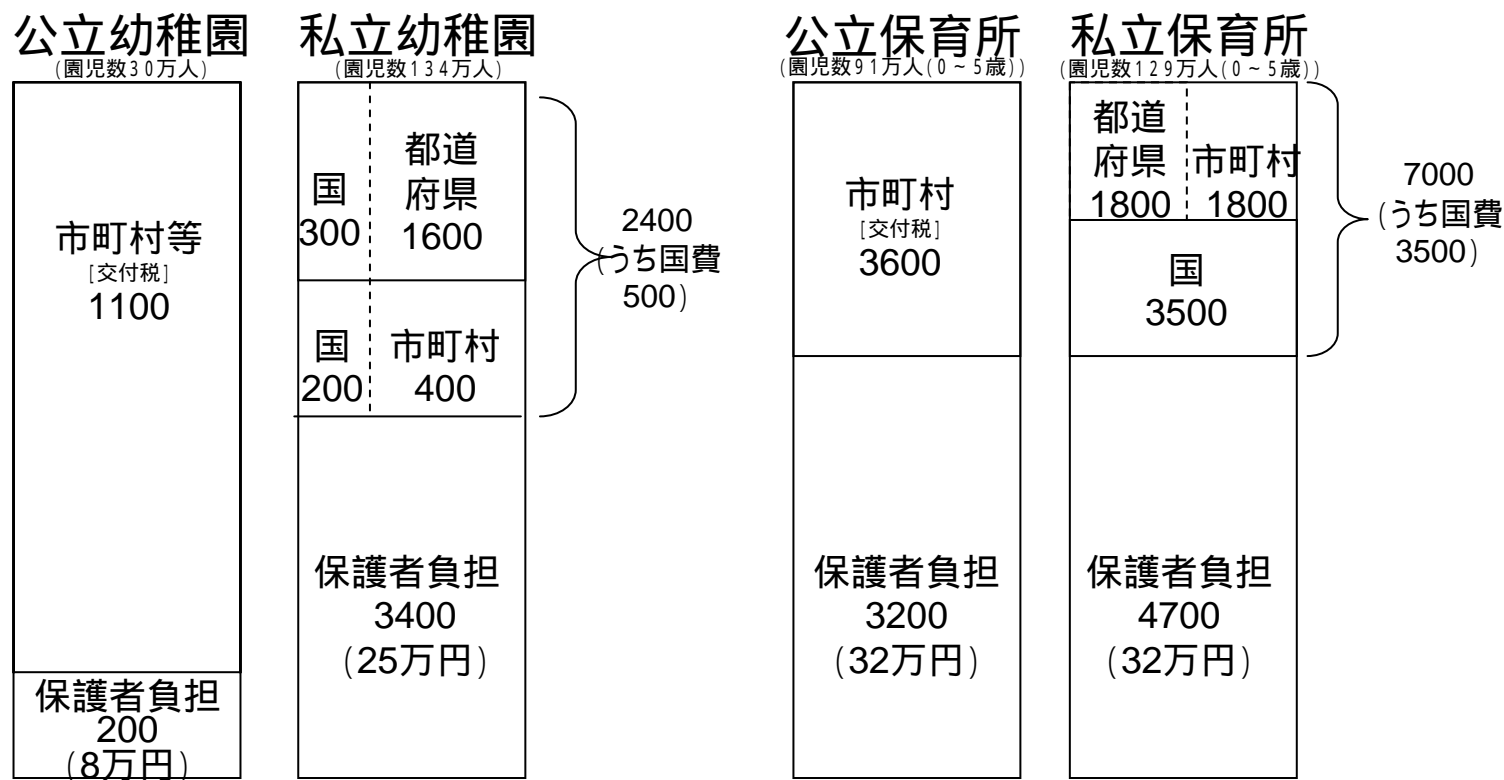 公立幼稚園
(園児数30万人)
市町村等
[交付税]
1100
保護者負担
200
(8万円)
私立幼稚園
(園児数134万人)
国
300
都道
府県
1600
国
200
市町村
400
2400
(うち国費
500)
保護者負担
3400
(25万円)
公立保育所
(園児数91万人(0~5歳))
市町村
[交付税]
3600
保護者負担
3200
(32万円)
私立保育所
(園児数129万人(0~5歳))
都道
府県
1800
市町村
1800
国
3500
7000
(うち国費
3500)
保護者負担
4700
(32万円)